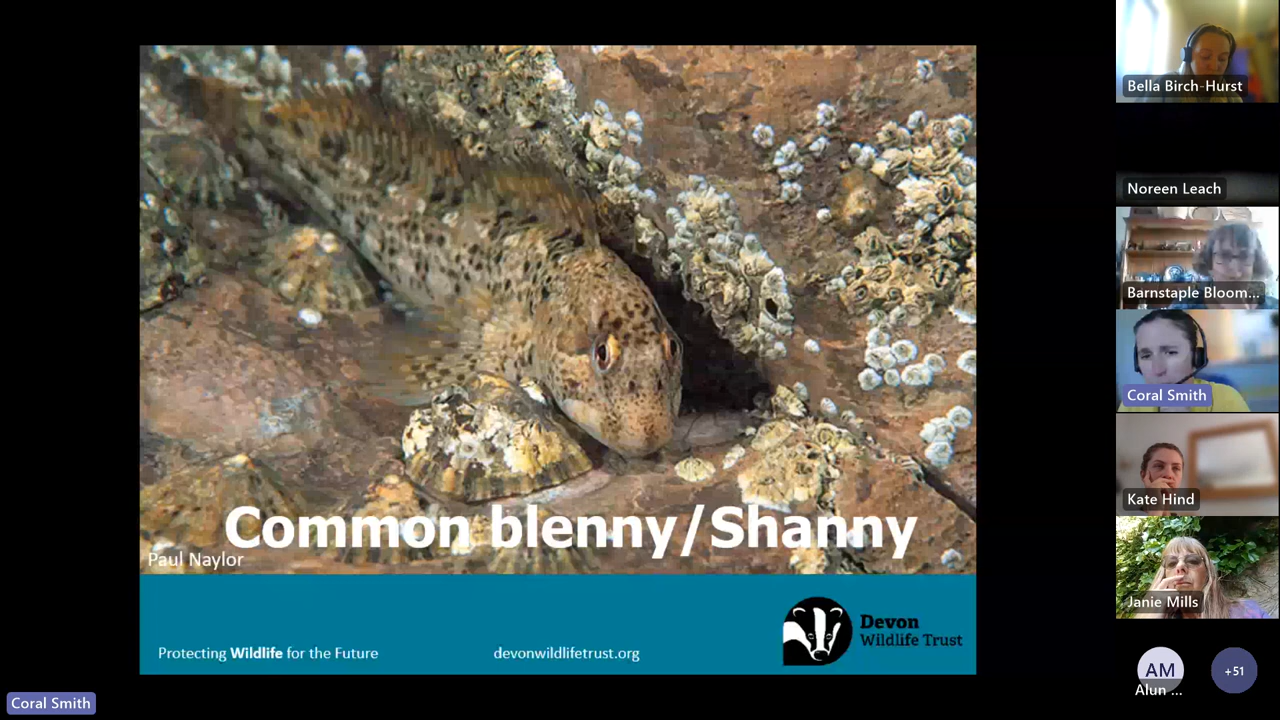 Common blenny/Shanny
Paul Naylor
Protecting Wildlife for the Future
devonwildlifetrust.org
Devon
Wildlife Trust
Coral Smith
Bella Birch-Hurst
Noreen Leach
Barnstaple Bloom...
Coral Smith
Kate Hind
Janie Mills
AM
Alun ...
+51